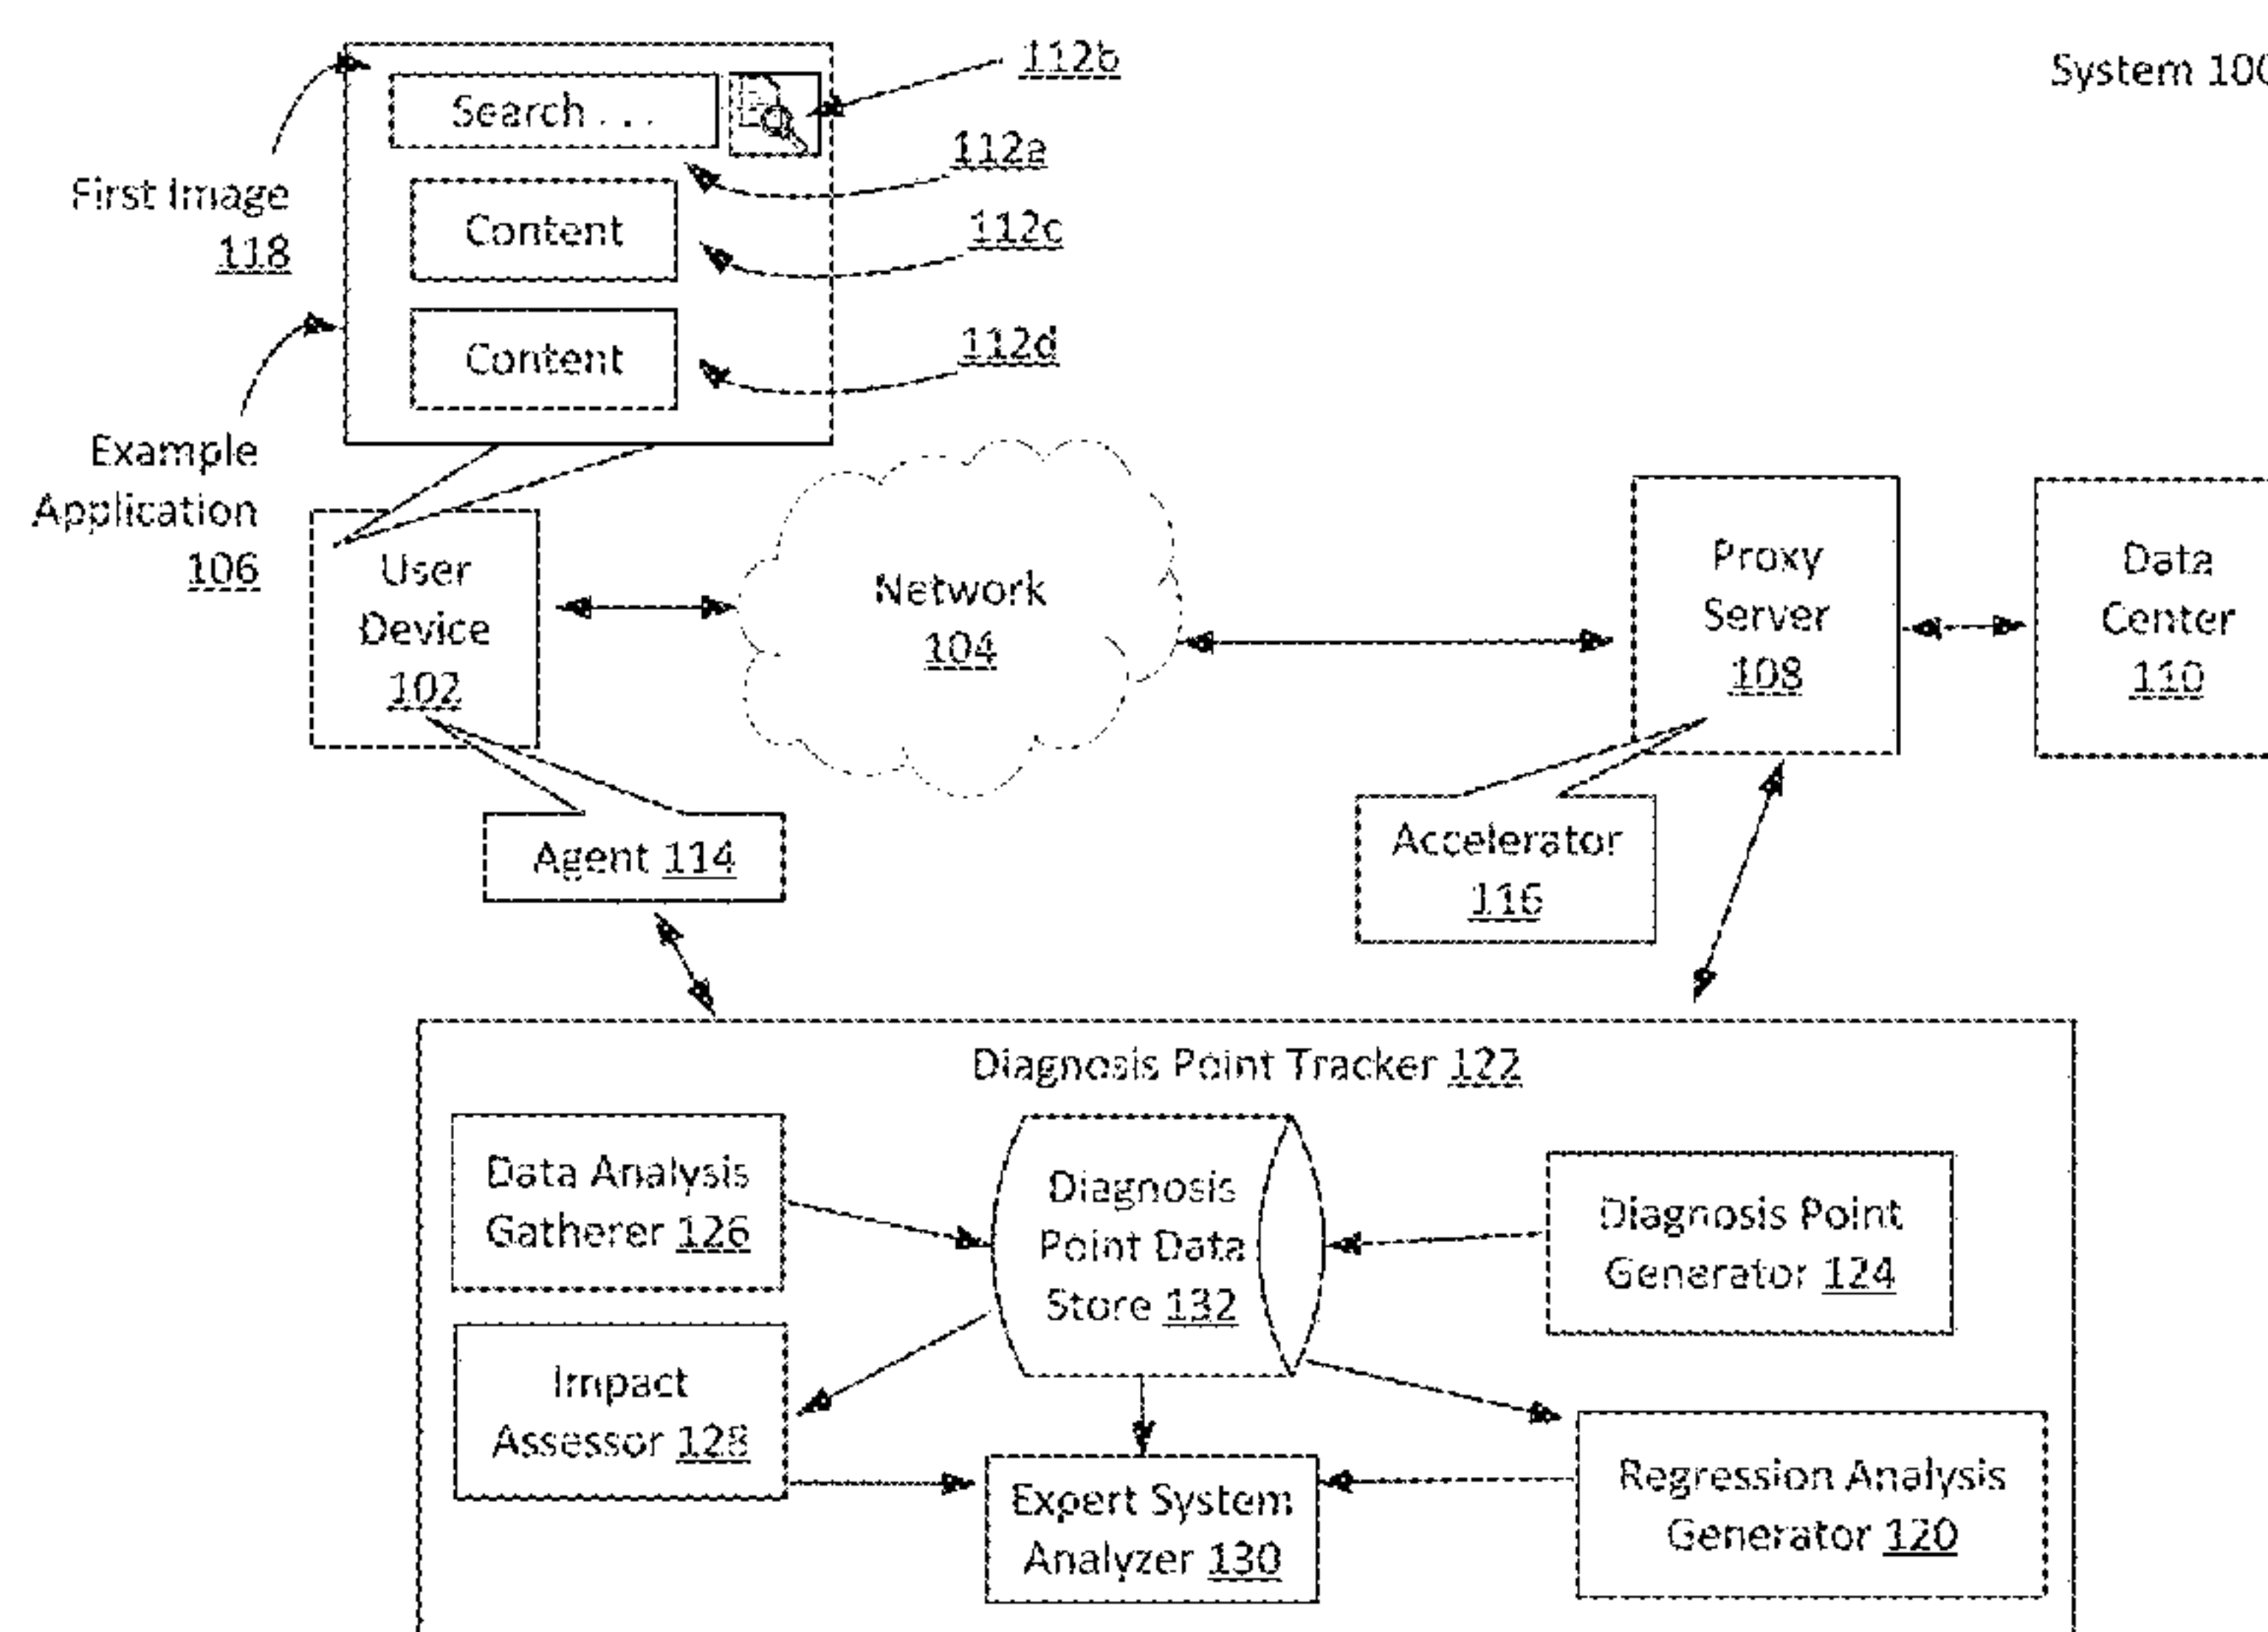 System 100
112b
Search . . .
112a
First Image
118
Content
112c
Content
112d
Example
Application
106
User
Device
102
Network
104
Proxy
Server
108
Data
Center
110
Agent 114
Accelerator
116
Diagnosis Point Tracker 122
Data Analysis
Gatherer 126
Diagnosis
Point Data
Store 132
Diagnosis Point
Generator 124
Impact
Assessor 128
Expert System
Analyzer 130
Regression Analysis
Generator 120